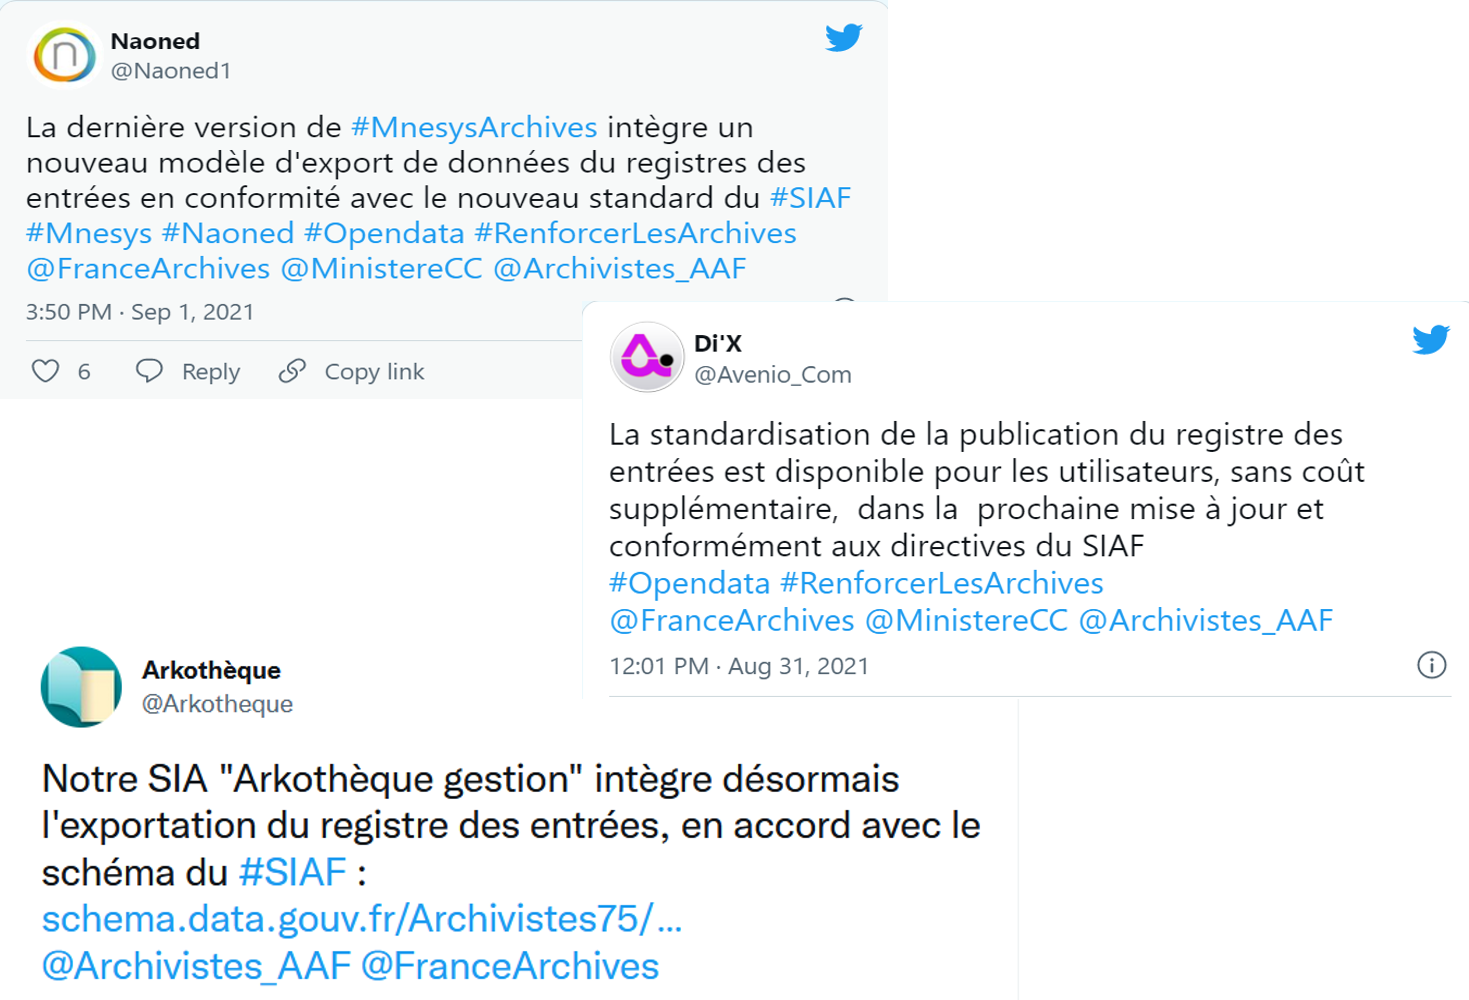 Naoned
@Naoned1
La dernière version de #MnesysArchives intègre un
nouveau modèle d'export de données du registres des
entrées en conformité avec le nouveau standard du #SIAF
#Mnesys #Naoned #Opendata #RenforcerLesArchives
@FranceArchives @MinistereCC @Archivistes_AAF
3:50 PM · Sep 1, 2021
6 Reply Copy link
Di'X
@Avenio_Com
La standardisation de la publication du registre des
entrées est disponible pour les utilisateurs, sans coût
supplémentaire,  dans la  prochaine mise à jour et
conformément aux directives du SIAF
#Opendata #RenforcerLesArchives
@FranceArchives @MinistereCC @Archivistes_AAF
12:01 PM · Aug 31, 2021
Arkothèque
@Arkotheque
Notre SIA "Arkothèque gestion" intègre désormais
l'exportation du registre des entrées, en accord avec le
schéma du #SIAF :
schema.data.gouv.fr/Archivistes75/...
@Archivistes_AAF @FranceArchives